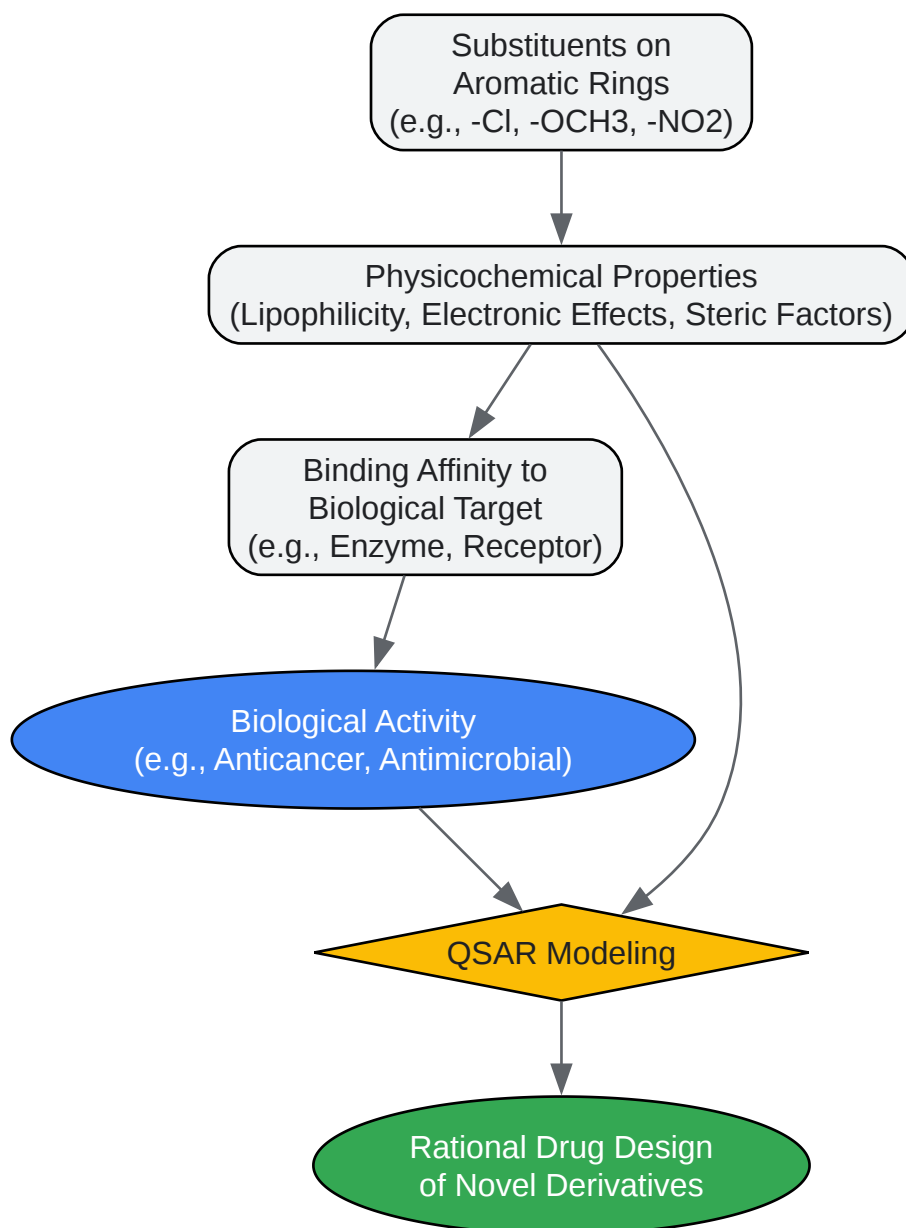 Substituents on
Aromatic Rings
(e.g., -Cl, -OCH3, -NO2)
Physicochemical Properties
(Lipophilicity, Electronic Effects, Steric Factors)
Binding Affinity to
Biological Target
(e.g., Enzyme, Receptor)
Biological Activity
(e.g., Anticancer, Antimicrobial)
QSAR Modeling
Rational Drug Design
of Novel Derivatives